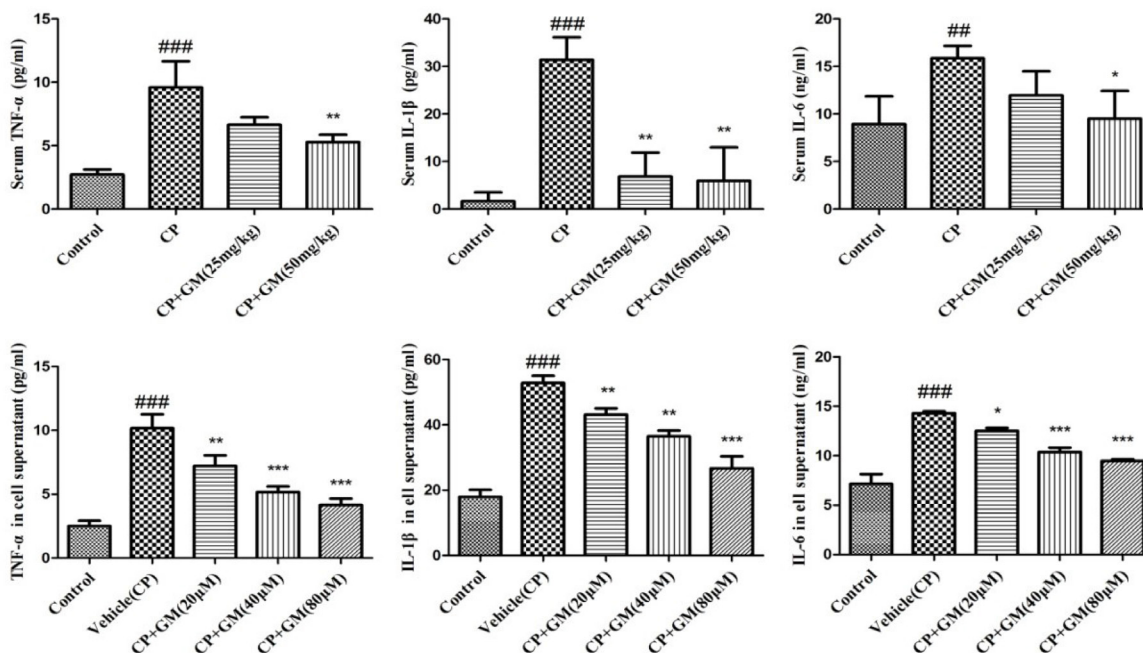 Serum TNF-α (pg/ml)
15
10
5
0
###
**
Control
CP
CP+GM(25mg/kg)
CP+GM(50mg/kg)
Serum IL-1β (pg/ml)
40
30
20
10
0
###
**
**
Control
CP
CP+GM(25mg/kg)
CP+GM(50mg/kg)
Serum IL-6 (ng/ml)
20
15
10
5
0
##
*
Control
CP
CP+GM(25mg/kg)
CP+GM(50mg/kg)
TNF-α in cell supernatant (pg/ml)
15
10
5
0
###
**
***
***
Control
Vehicle(CP)
CP+GM(20μM)
CP+GM(40μM)
CP+GM(80μM)
IL-1β in cell supernatant (pg/ml)
60
40
20
0
###
**
**
***
Control
Vehicle(CP)
CP+GM(20μM)
CP+GM(40μM)
CP+GM(80μM)
IL-6 in cell supernatant (ng/ml)
20
15
10
5
0
###
*
***
***
Control
Vehicle(CP)
CP+GM(20μM)
CP+GM(40μM)
CP+GM(80μM)